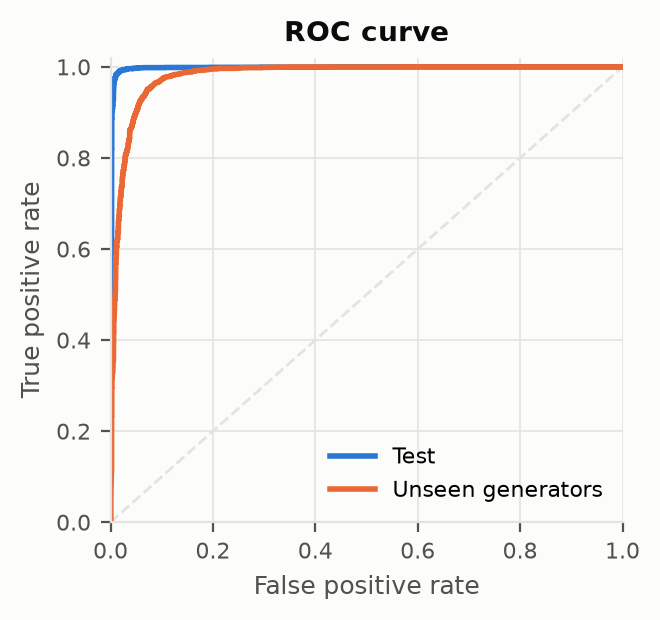 ROC curve
1.0
0.8
0.6
0.4
0.2
0.0
True positive rate
Test
Unseen generators
0.0 0.2 0.4 0.6 0.8 1.0
False positive rate